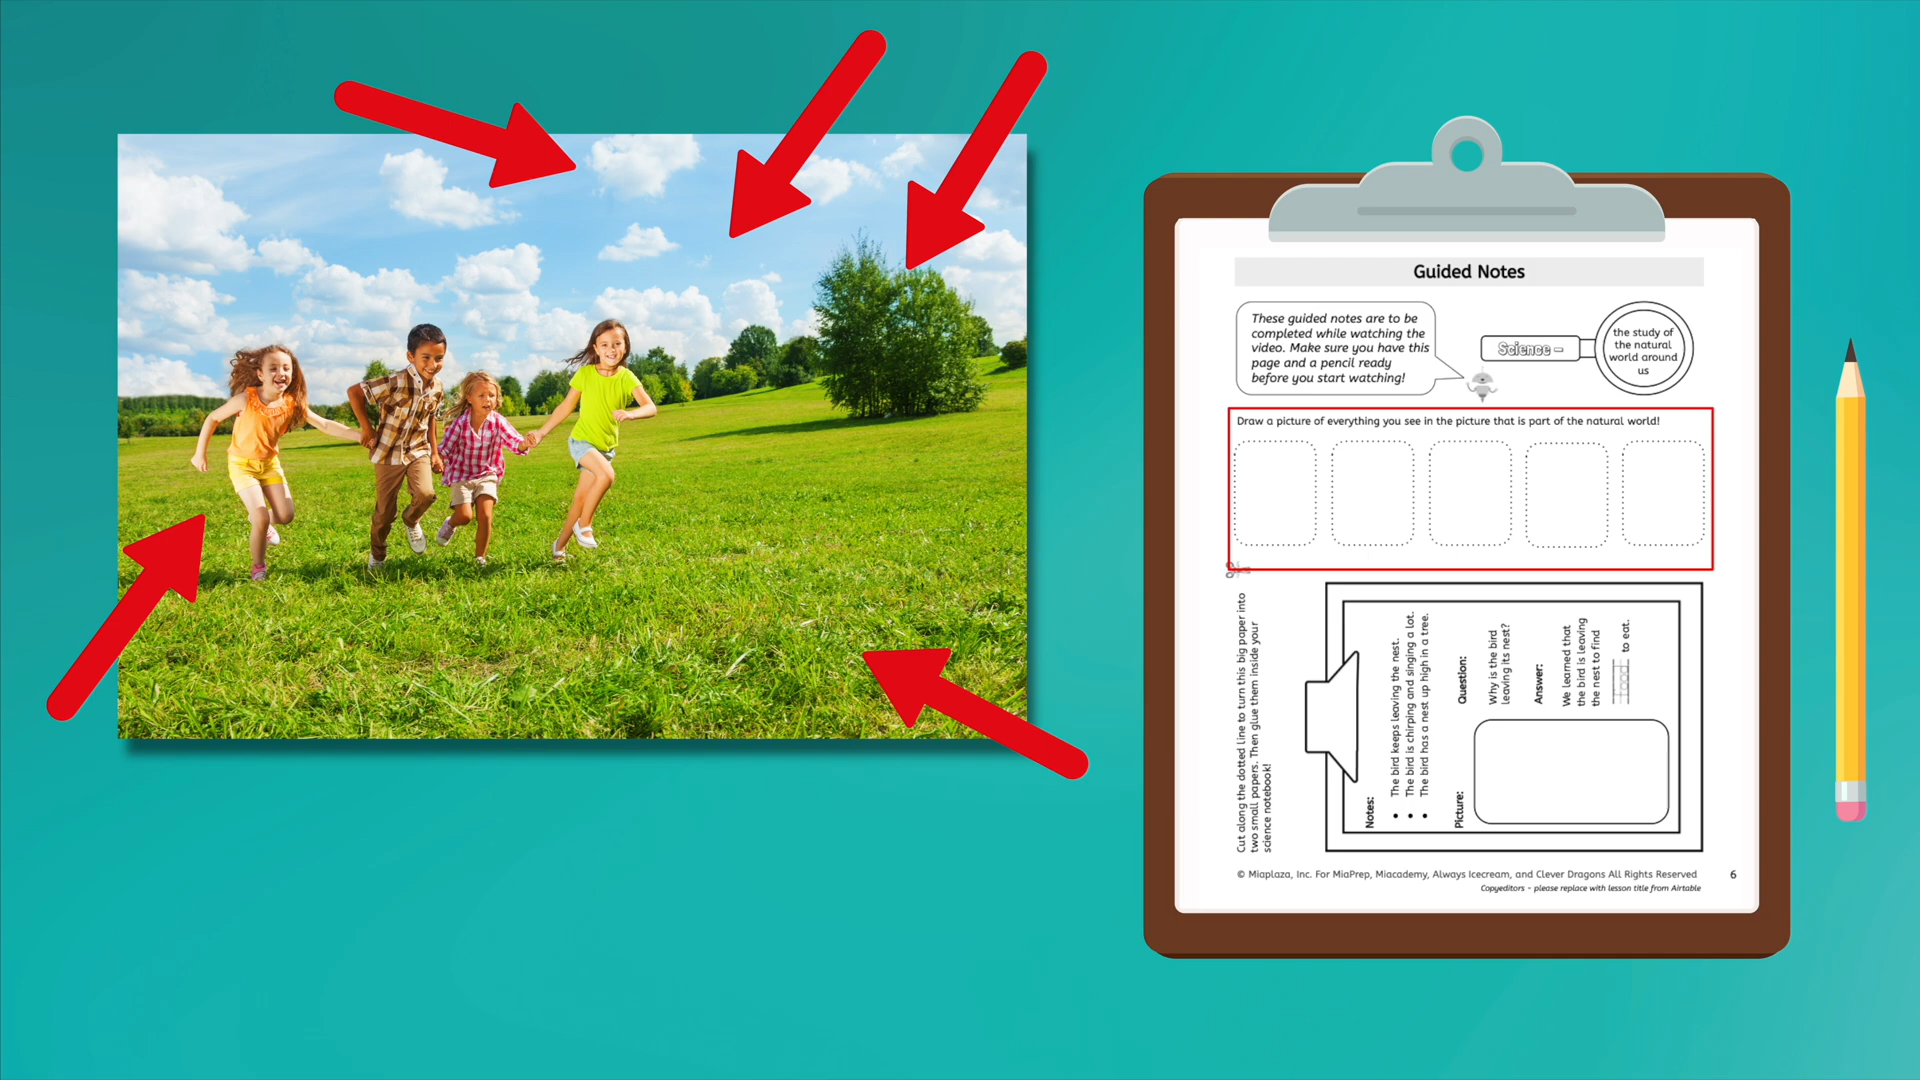 Guided Notes
These guided notes are to be
completed while watching the
video. Make sure you have this
page and a pencil ready
before you start watching!
Science -
the study of
the natural
world around
us
Draw a picture of everything you see in the picture that is part of the natural world!
Cut along the dotted line to turn this big paper into
two small papers. Then glue them inside your
science notebook!
Notes:
• The bird keeps leaving the nest.
• The bird is chirping and singing a lot.
• The bird has a nest up high in a tree.
Picture:
Question:
Why is the bird
leaving its nest?
Answer:
We learned that
the bird is leaving
the nest to find
food to eat.
© Miaplaza, Inc. For MiaPrep, Miacademy, Always Icecream, and Clever Dragons All Rights Reserved
6
Copyeditors - please replace with lesson title from Airtable